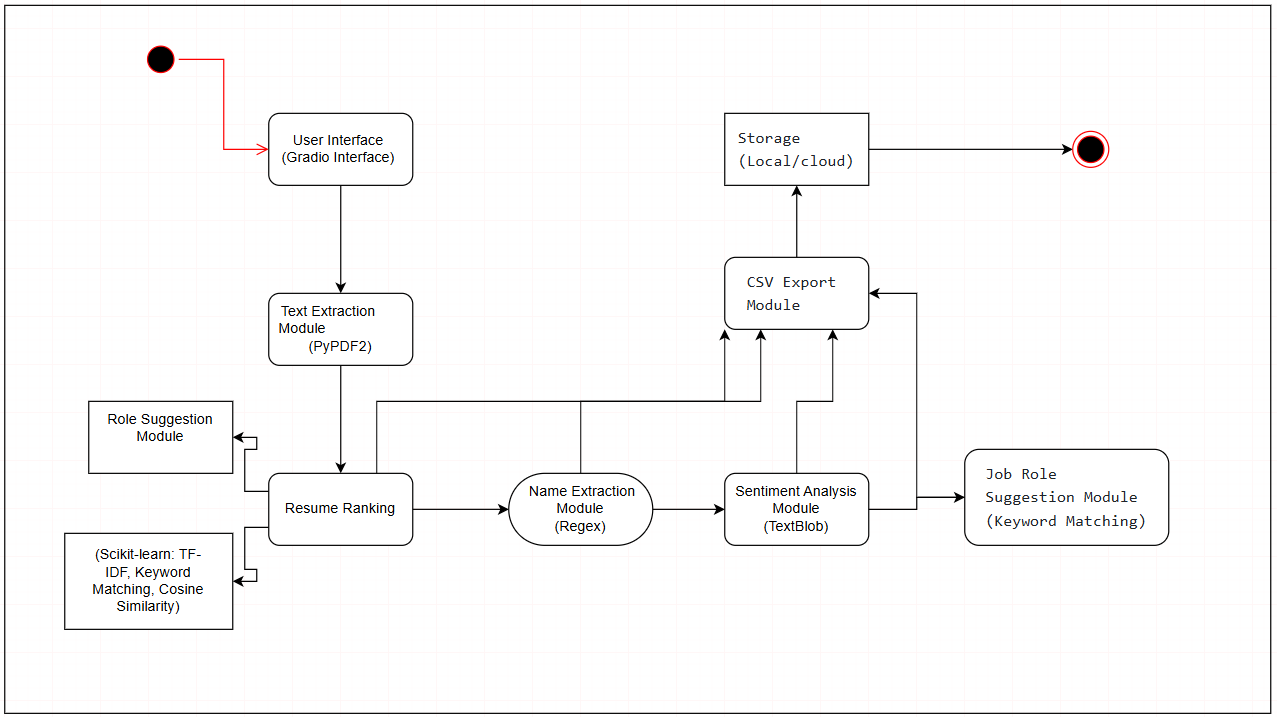 User Interface
(Gradio Interface)
Storage
(Local/cloud)
CSV Export
Module
Text Extraction
Module
(PyPDF2)
Role Suggestion
Module
Resume Ranking
Name Extraction
Module
(Regex)
Sentiment Analysis
Module
(TextBlob)
Job Role
Suggestion Module
(Keyword Matching)
(Scikit-learn: TF-
IDF, Keyword
Matching, Cosine
Similarity)